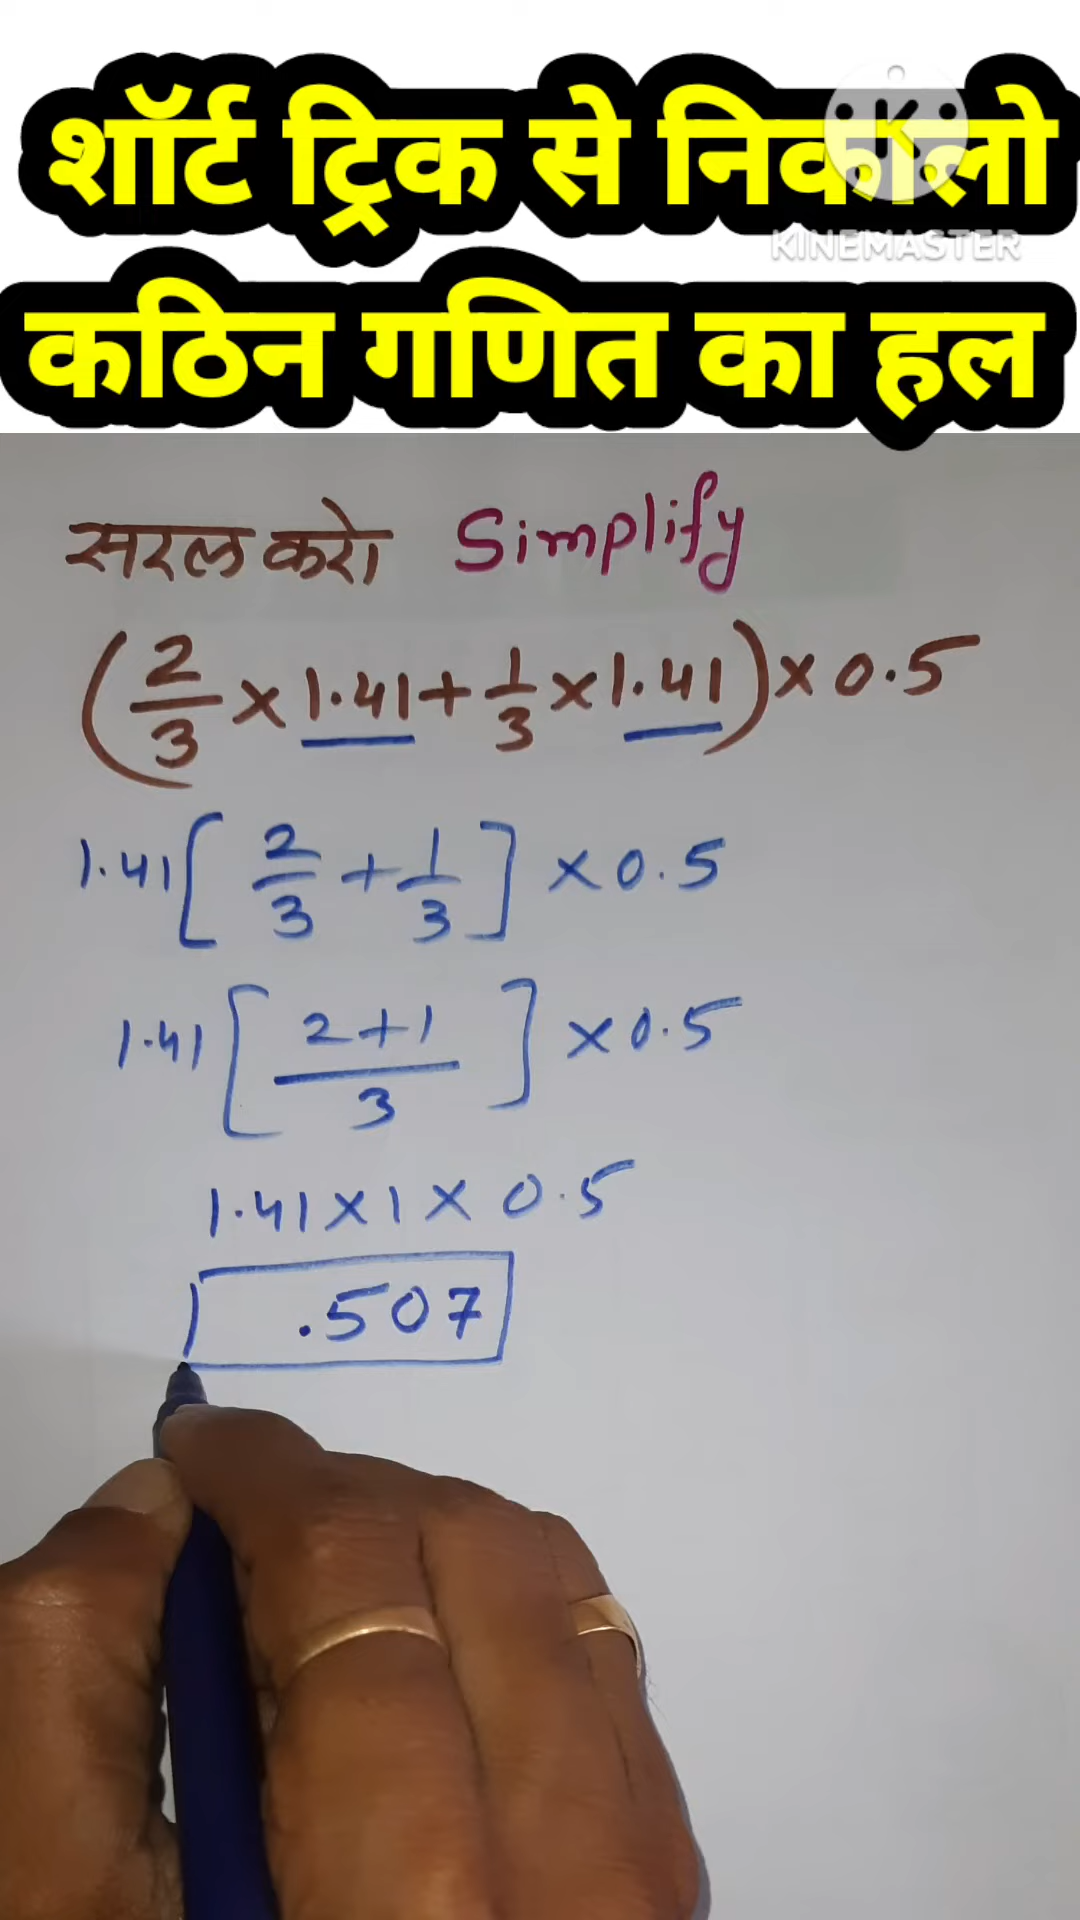 शॉर्ट ट्रिक से निकालो
KINEMASTER
कठिन गणित का हल
सरल करो Simplify
(2/3 × 1.41 + 1/3 × 1.41) × 0.5
1.41 [2/3 + 1/3] × 0.5
1.41 [2+1/3] × 0.5
1.41 × 1 × 0.5
.507